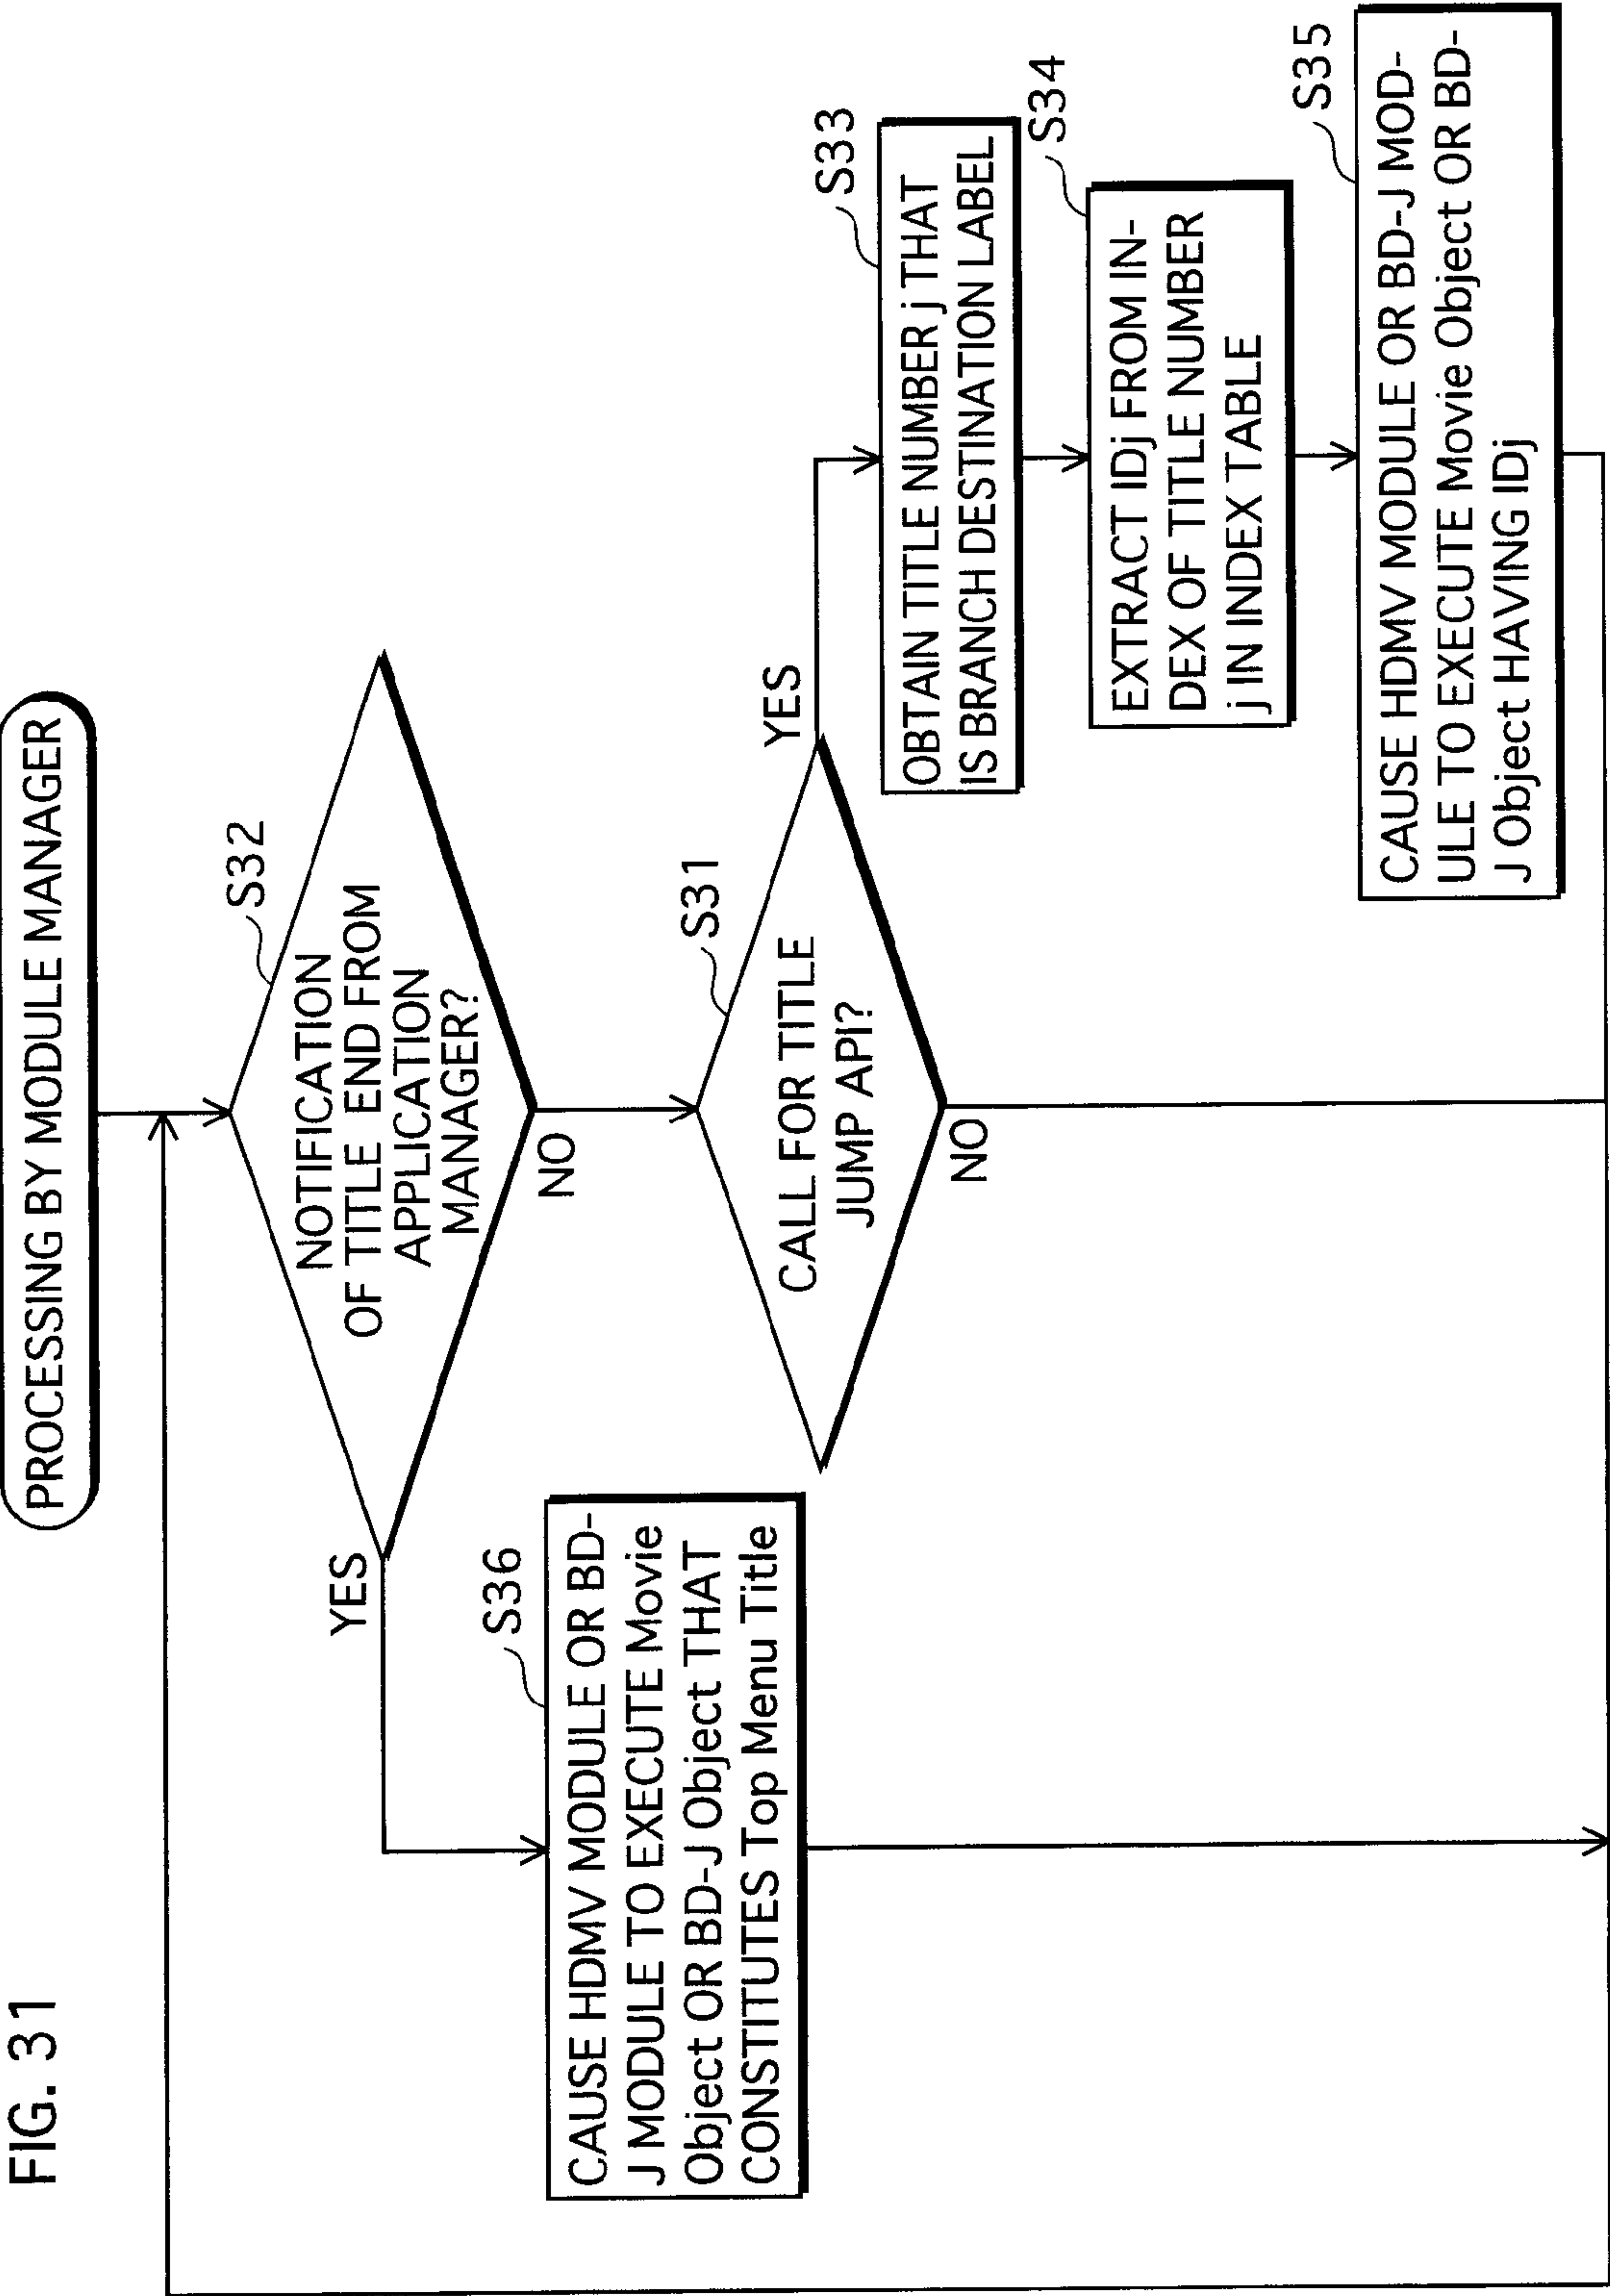 FIG. 31
PROCESSING BY MODULE MANAGER
S32
NOTIFICATION
OF TITLE END FROM
APPLICATION
MANAGER?
YES
NO
S36
CAUSE HDMV MODULE OR BD-
J MODULE TO EXECUTE Movie
Object OR BD-J Object THAT
CONSTITUTES Top Menu Title
S31
CALL FOR TITLE
JUMP API?
YES
NO
S33
OBTAIN TITLE NUMBER j THAT
IS BRANCH DESTINATION LABEL
S34
EXTRACT IDj FROM IN-
DEX OF TITLE NUMBER
j IN INDEX TABLE
S35
CAUSE HDMV MODULE OR BD-J MOD-
ULE TO EXECUTE Movie Object OR BD-
J Object HAVING IDj